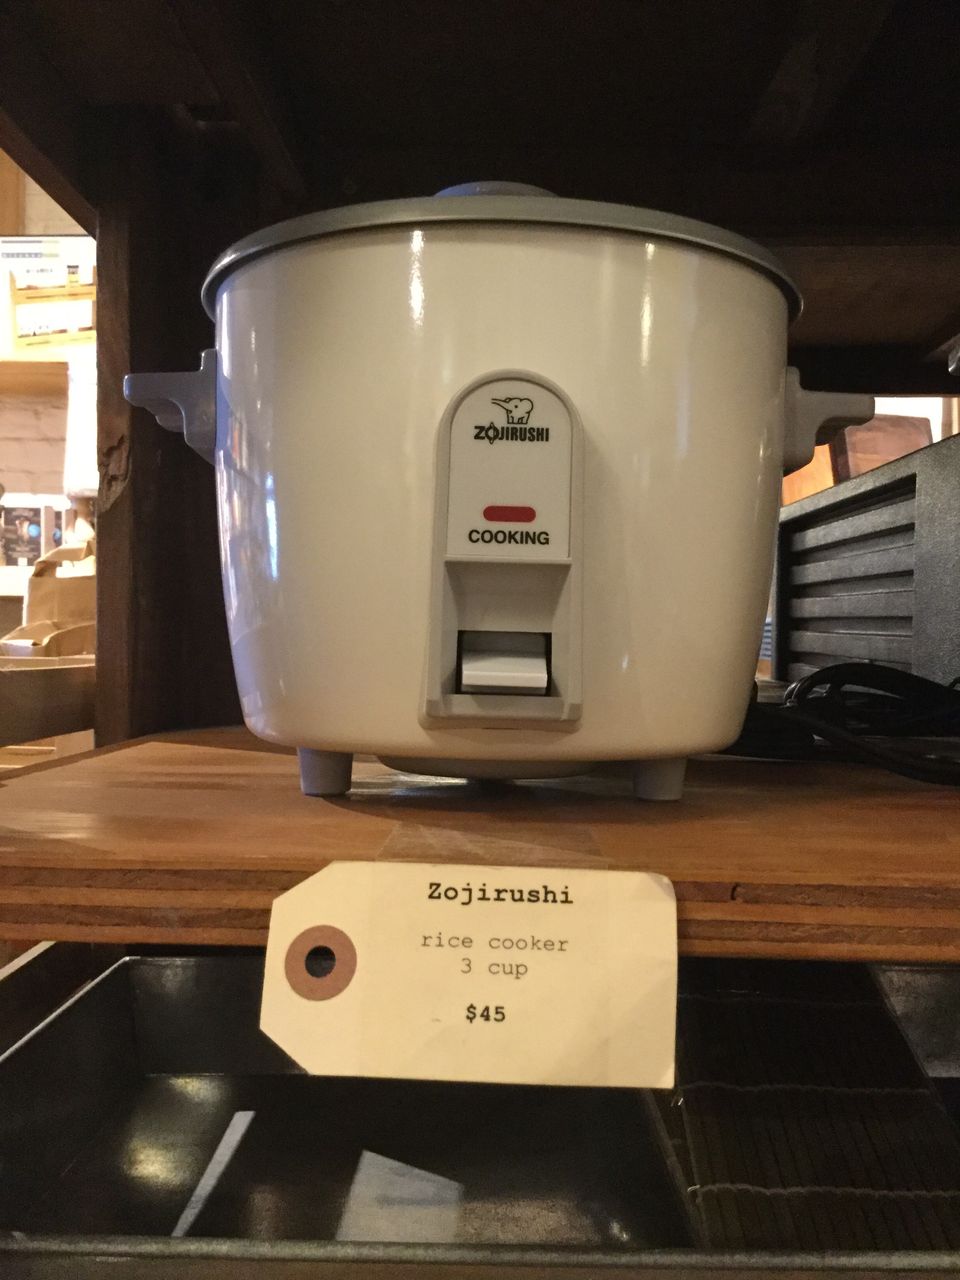 ZOJIRUSHI
COOKING
Zojirushi
rice cooker
3 cup
$45